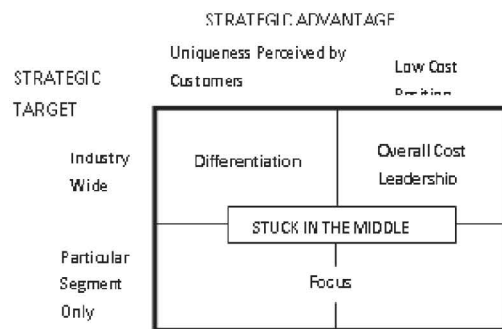 STRATEGIC ADVANTAGE
Uniqueness Perceived by
Customers
Low Cost
Position
STRATEGIC
TARGET
Industry
Wide
Differentiation
Overall Cost
Leadership
STUCK IN THE MIDDLE
Particular
Segment
Only
Focus